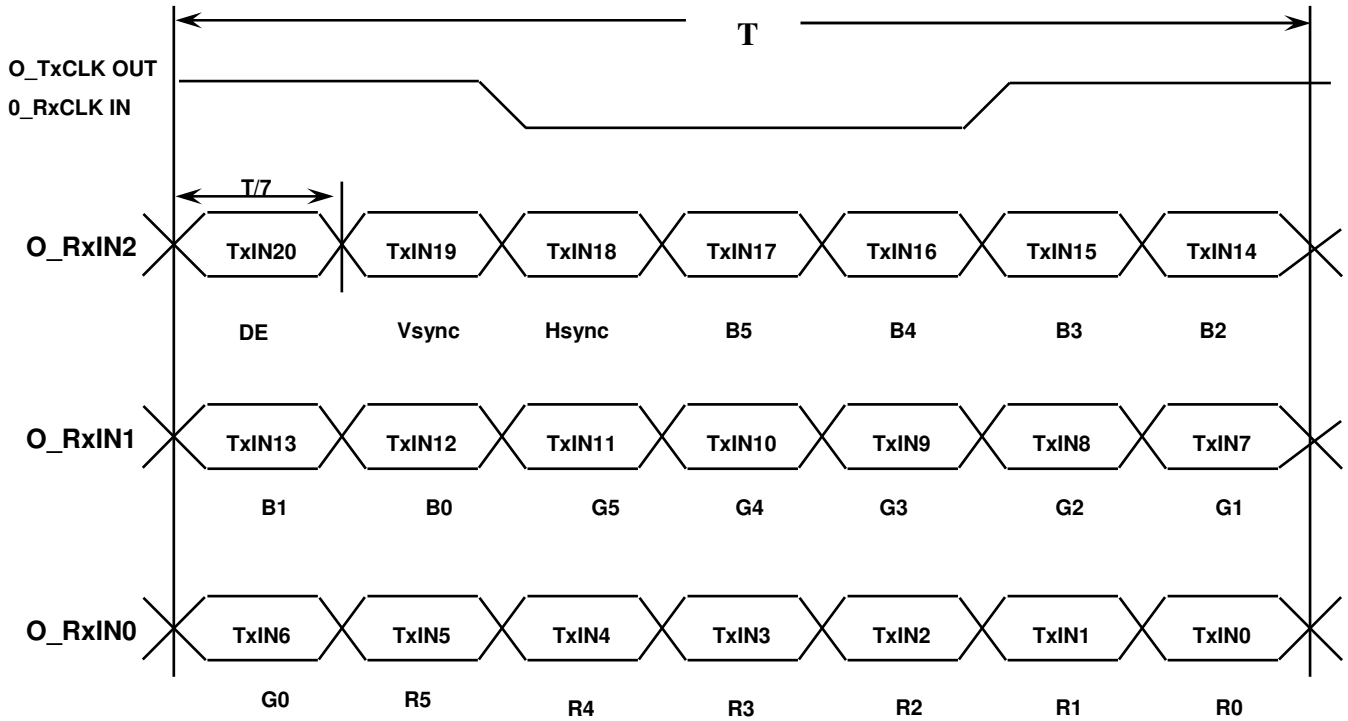 T
O_TxCLK OUT
0_RxCLK IN
T/7
O_RxIN2 TxIN20 TxIN19 TxIN18 TxIN17 TxIN16 TxIN15 TxIN14
DE Vsync Hsync B5 B4 B3 B2
O_RxIN1 TxIN13 TxIN12 TxIN11 TxIN10 TxIN9 TxIN8 TxIN7
B1 B0 G5 G4 G3 G2 G1
O_RxIN0 TxIN6 TxIN5 TxIN4 TxIN3 TxIN2 TxIN1 TxIN0
G0 R5 R4 R3 R2 R1 R0